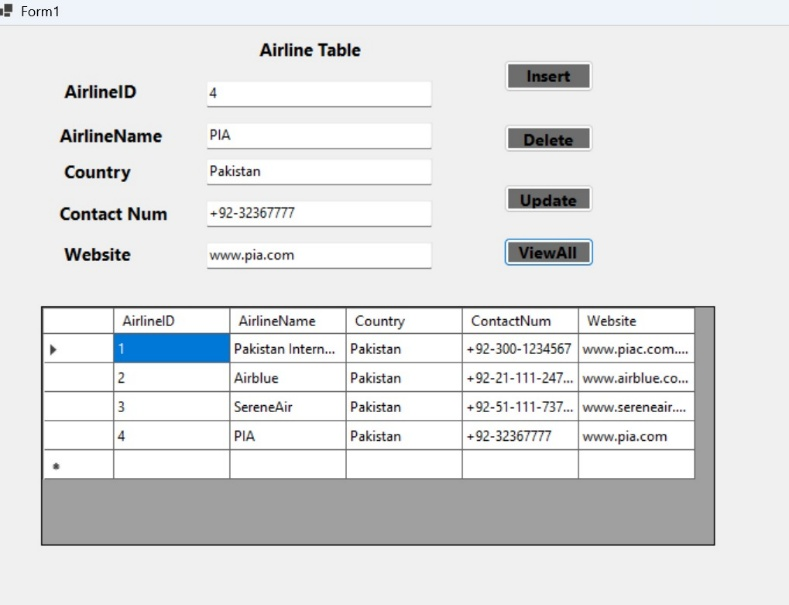 Form1
Airline Table
AirlineID 4
AirlineName PIA
Country Pakistan
Contact Num +92-32367777
Website www.pia.com
Insert
Delete
Update
ViewAll
AirlineID AirlineName Country ContactNum Website
1 Pakistan Intern... Pakistan +92-300-1234567 www.piac.com....
2 Airblue Pakistan +92-21-111-247... www.airblue.co...
3 SereneAir Pakistan +92-51-111-737... www.sereneair....
4 PIA Pakistan +92-32367777 www.pia.com